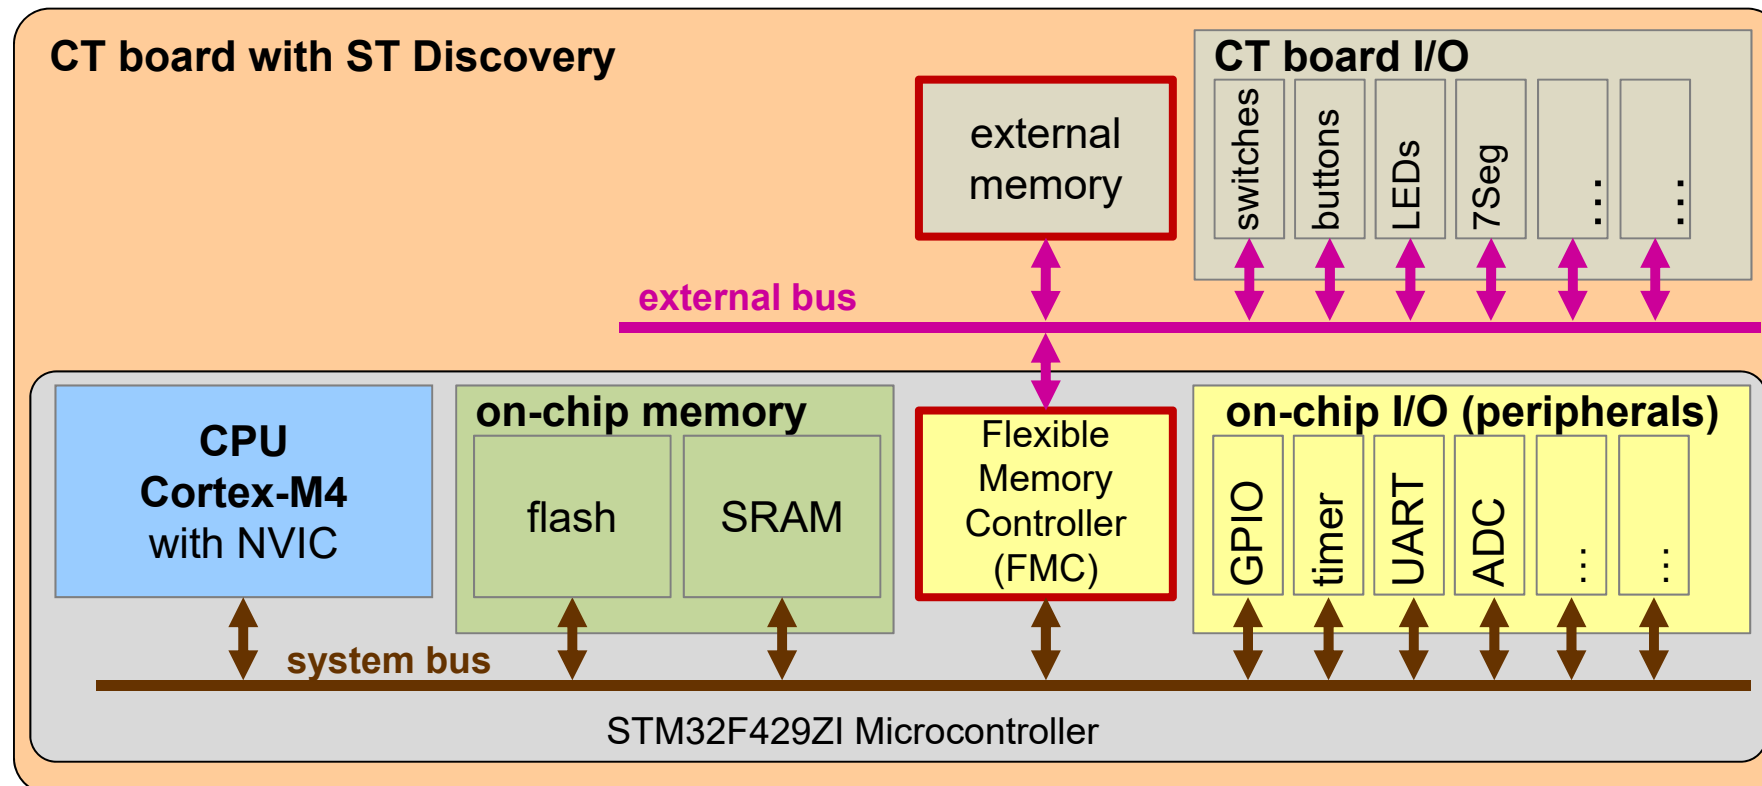 CT board with ST Discovery
external
memory
CT board I/O
switches
buttons
LEDs
7Seg
...
...
external bus
CPU
Cortex-M4
with NVIC
on-chip memory
flash
SRAM
Flexible
Memory
Controller
(FMC)
on-chip I/O (peripherals)
GPIO
timer
UART
ADC
...
...
system bus
STM32F429ZI Microcontroller